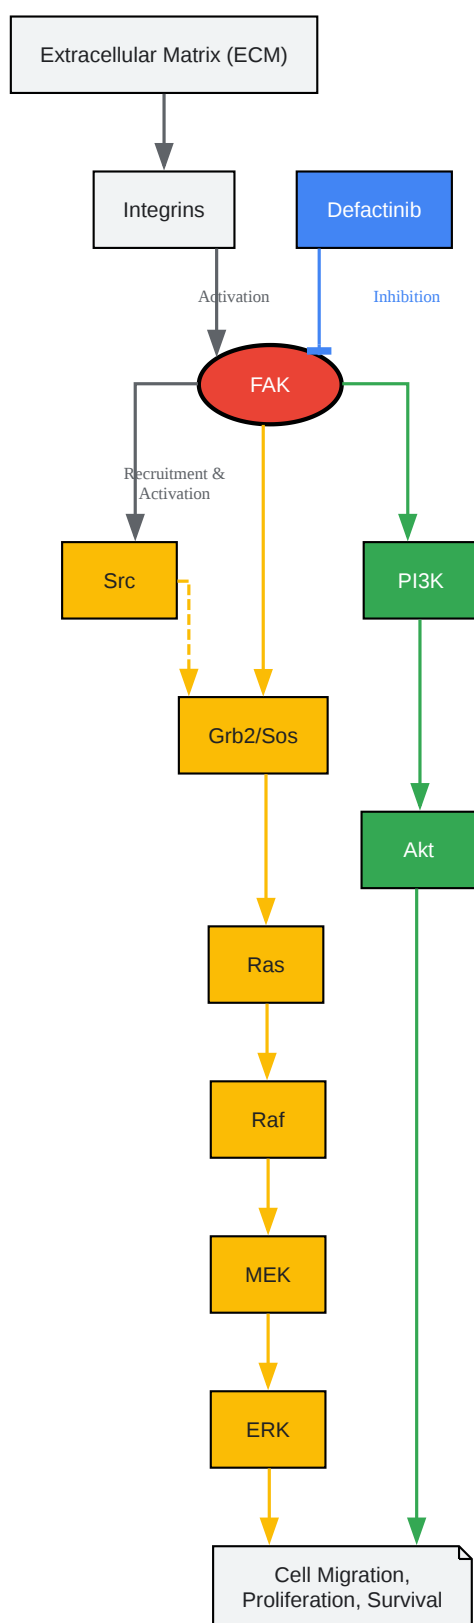 Extracellular Matrix (ECM)
Integrins
Defactinib
Activation
Inhibition
FAK
Recruitment &
Activation
Src
PI3K
Grb2/Sos
Akt
Ras
Raf
MEK
ERK
Cell Migration,
Proliferation, Survival